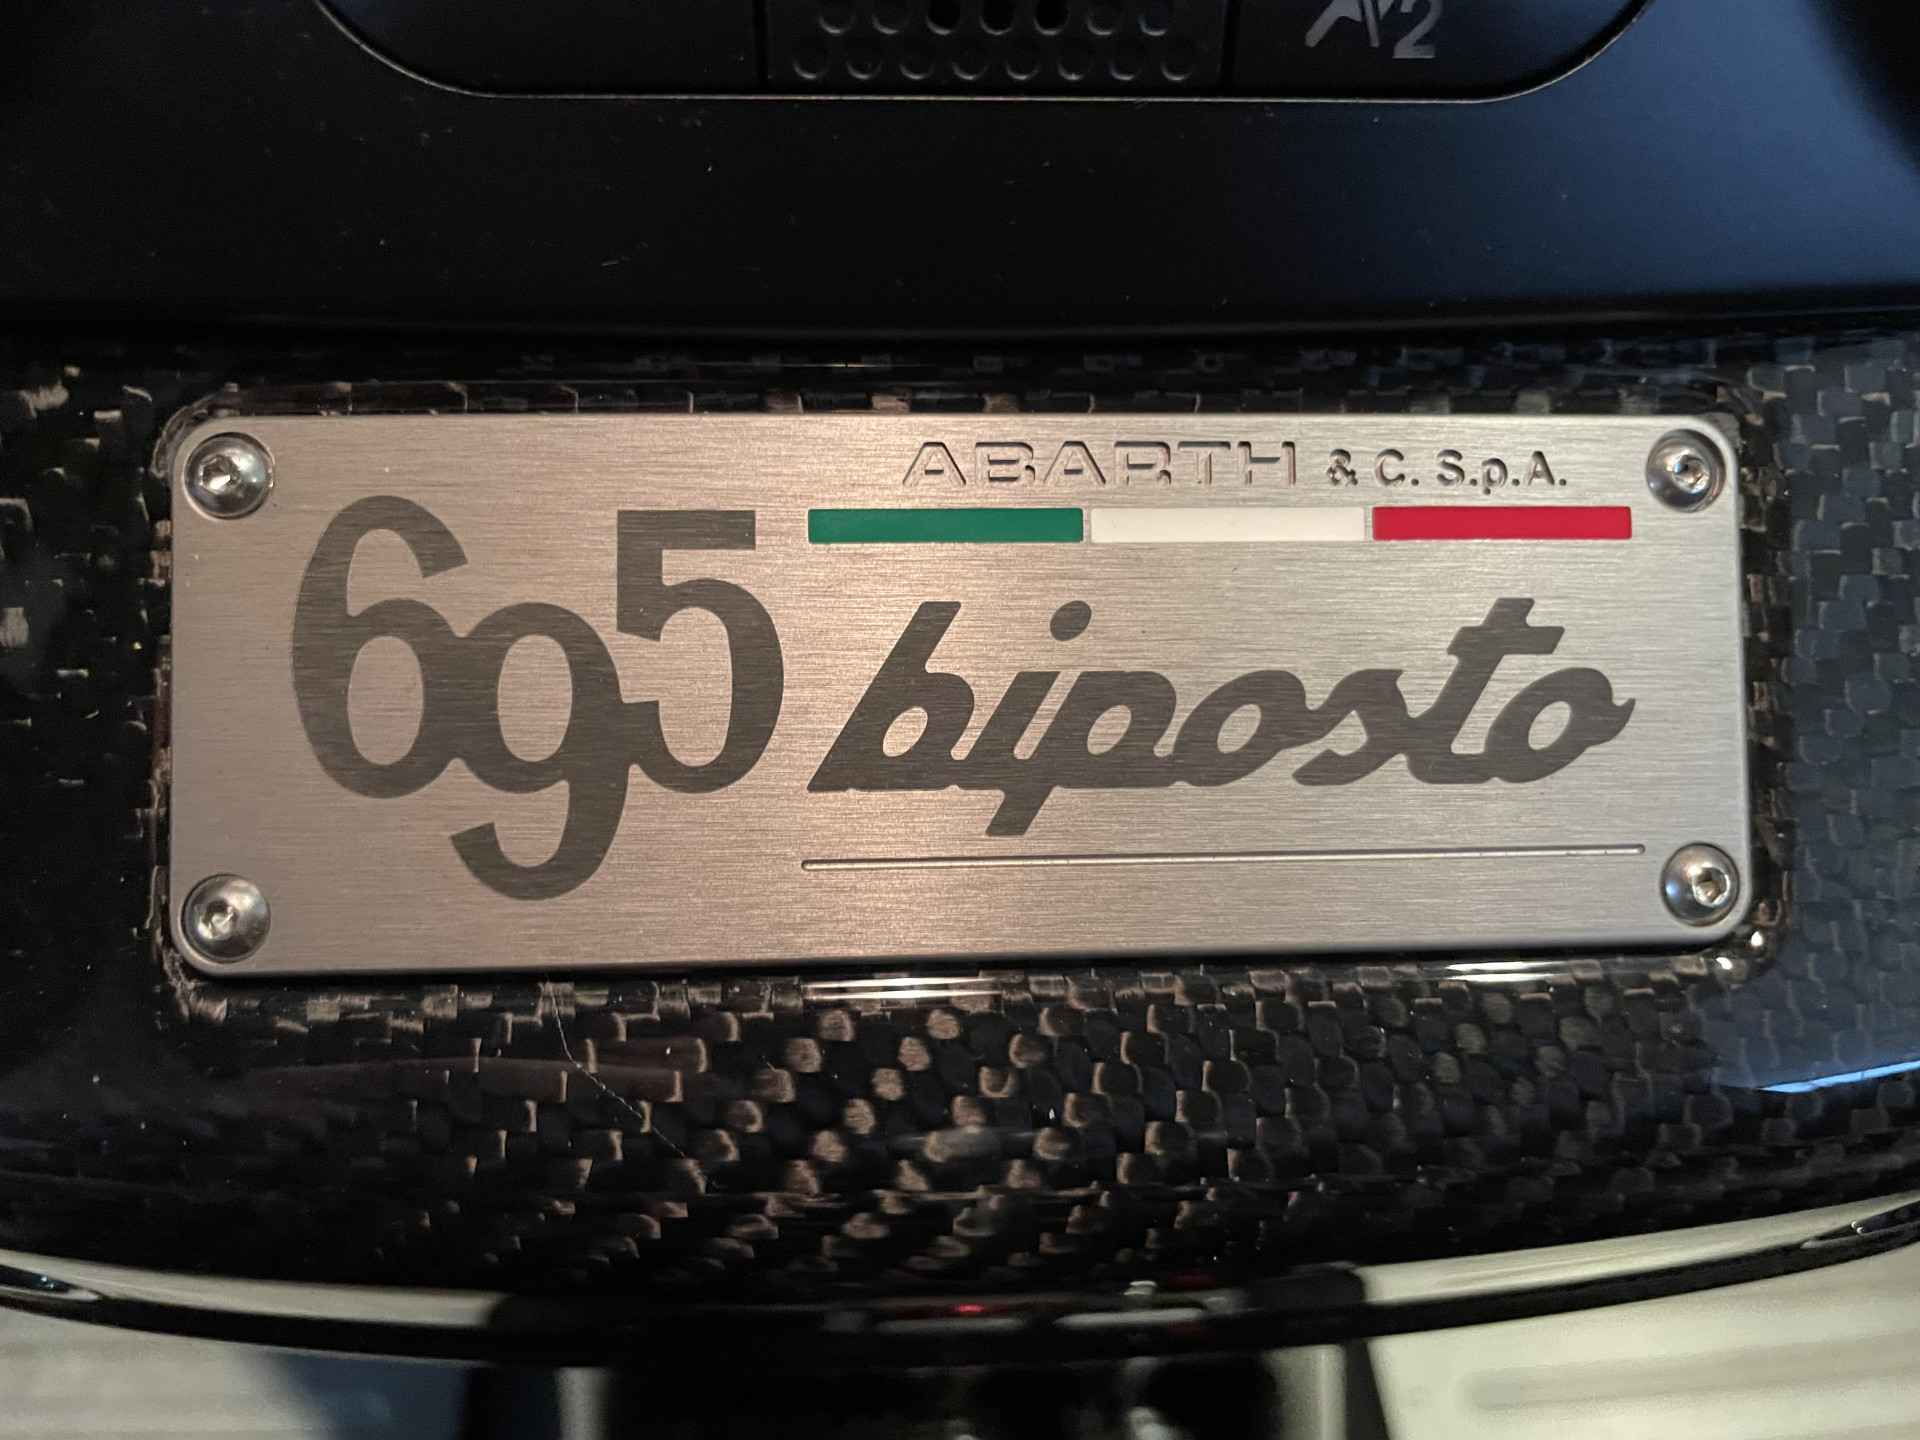 ABARTH & C. S.p.A.
695 biposto